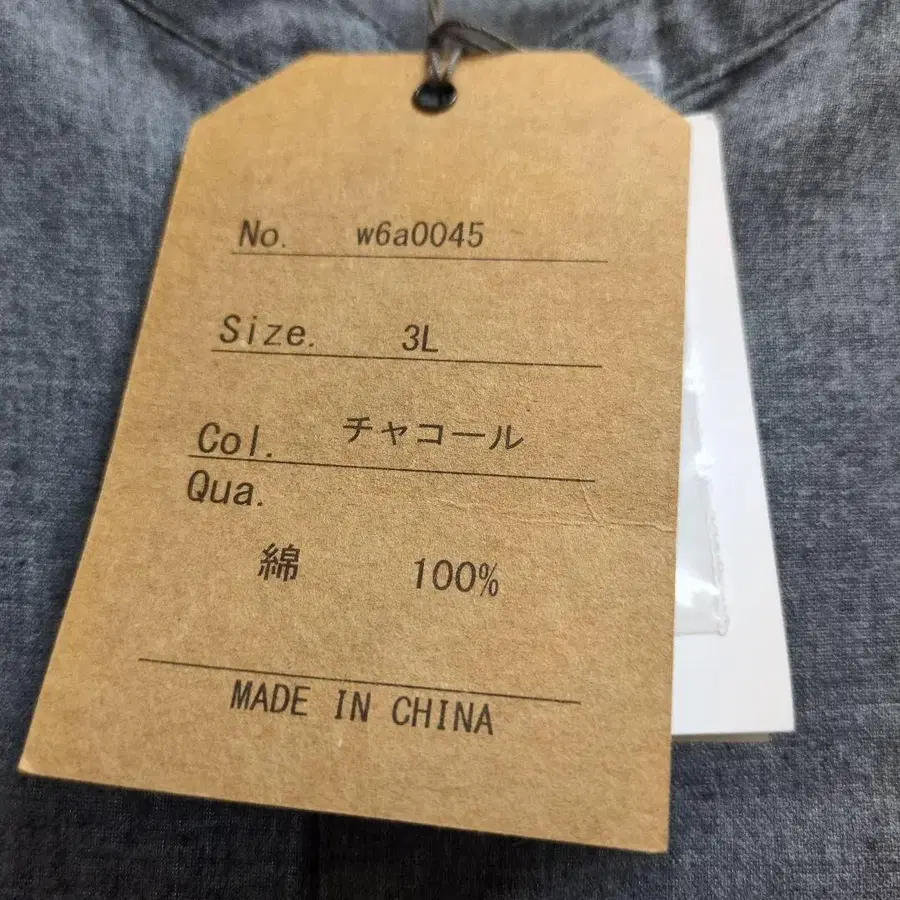 No. w6a0045
Size. 3L
Col. チャコール
Qua.
綿 100%
MADE IN CHINA